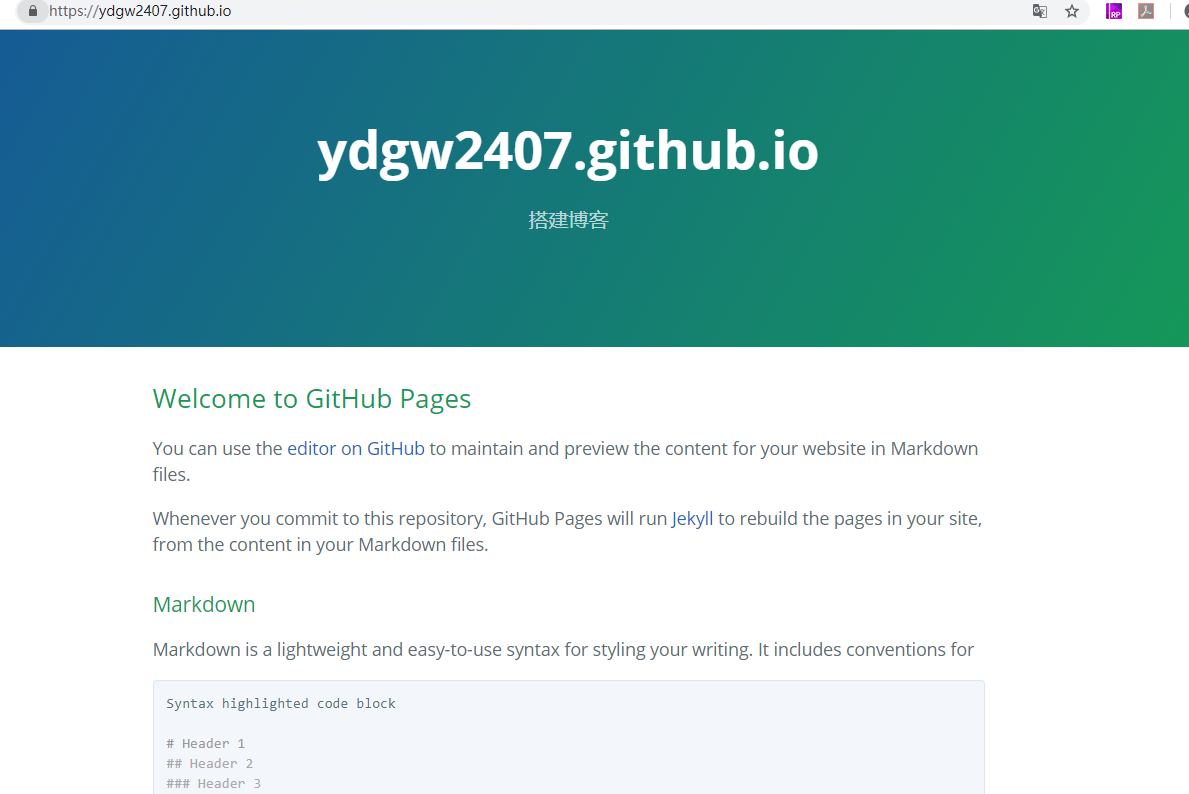 https://ydgw2407.github.io
ydgw2407.github.io
搭建博客
Welcome to GitHub Pages
You can use the editor on GitHub to maintain and preview the content for your website in Markdown
files.
Whenever you commit to this repository, GitHub Pages will run Jekyll to rebuild the pages in your site,
from the content in your Markdown files.
Markdown
Markdown is a lightweight and easy-to-use syntax for styling your writing. It includes conventions for
Syntax highlighted code block
# Header 1
## Header 2
### Header 3